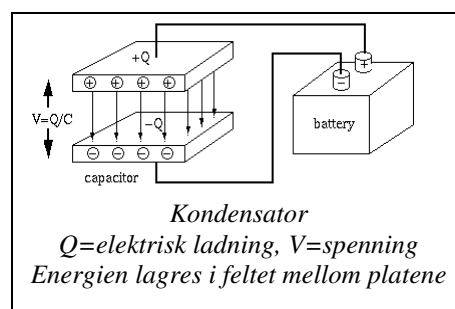 +Q
+ + + +
V=Q/C
−Q
− − − −
capacitor
+
−
battery
Kondensator
Q=elektrisk ladning, V=spenning
Energien lagres i feltet mellom platene